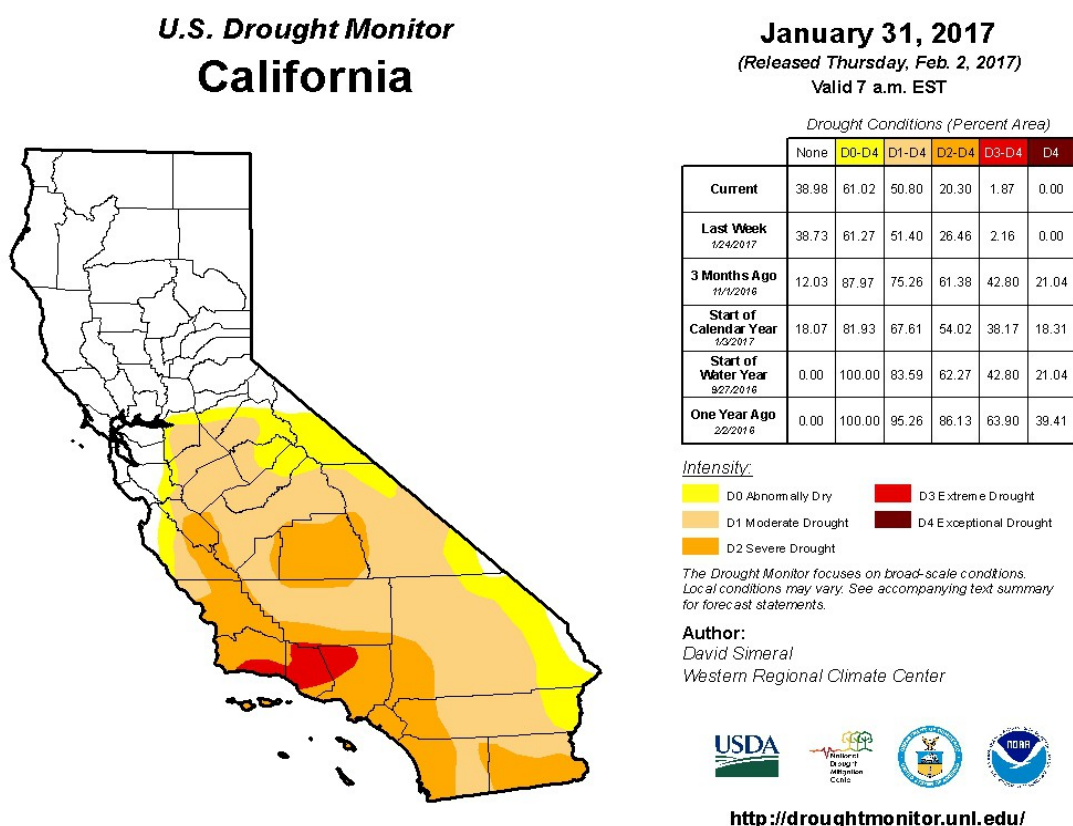 U.S. Drought Monitor
California
January 31, 2017
(Released Thursday, Feb. 2, 2017)
Valid 7 a.m. EST
Drought Conditions (Percent Area)
None D0-D4 D1-D4 D2-D4 D3-D4 D4
Current 38.98 61.02 50.80 20.30 1.87 0.00
Last Week
1/24/2017
38.73 61.27 51.40 26.46 2.16 0.00
3 Months Ago
11/1/2016
12.03 87.97 75.26 61.38 42.80 21.04
Start of
Calendar Year
1/3/2017
18.07 81.93 67.61 54.02 38.17 18.31
Start of
Water Year
9/27/2016
0.00 100.00 83.59 62.27 42.80 21.04
One Year Ago
2/2/2016
0.00 100.00 95.26 86.13 63.90 39.41
Intensity:
D0 Abnormally Dry
D1 Moderate Drought
D2 Severe Drought
D3 Extreme Drought
D4 Exceptional Drought
The Drought Monitor focuses on broad-scale conditions.
Local conditions may vary. See accompanying text summary
for forecast statements.
Author:
David Simeral
Western Regional Climate Center
USDA
National
Drought
Mitigation
Center
NOAA
http://droughtmonitor.unl.edu/